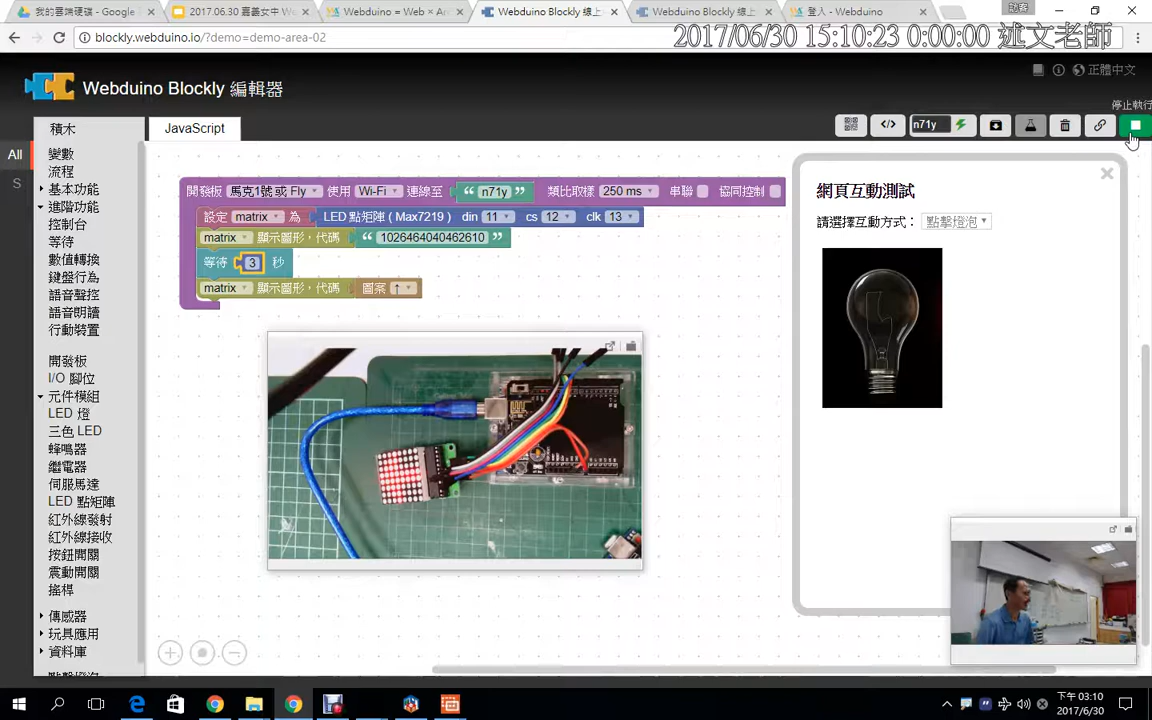 我的雲端硬碟 - Google
2017.06.30 嘉義女中 W
Webduino = Web × Ar
Webduino Blockly 線上
Webduino Blockly 線上
登入 - Webduino
訪客
blockly.webduino.io/?demo=demo-area-02
2017/06/30 15:10:23 0:00:00 述文老師
Webduino Blockly 編輯器
正體中文
停止執行
積木
JavaScript
</>
n71y
All
S
變數
流程
基本功能
進階功能
控制台
等待
數值轉換
鍵盤行為
語音聲控
語音朗讀
行動裝置
開發板
I/O 腳位
元件模組
LED 燈
三色 LED
蜂鳴器
繼電器
伺服馬達
LED 點矩陣
紅外線發射
紅外線接收
按鈕開關
震動開關
搖桿
傳感器
玩具應用
資料庫
開發板 馬克1號 或 Fly 使用 Wi-Fi 連線至 “ n71y ” 類比取樣 250 ms 串聯 協同控制
設定 matrix 為 LED 點矩陣 ( Max7219 ) din 11 cs 12 clk 13
matrix 顯示圖形，代碼 “ 1026464040462610 ”
等待 3 秒
matrix 顯示圖形，代碼 圖案 ↑
網頁互動測試
請選擇互動方式： 點擊燈泡
下午 03:10
2017/6/30